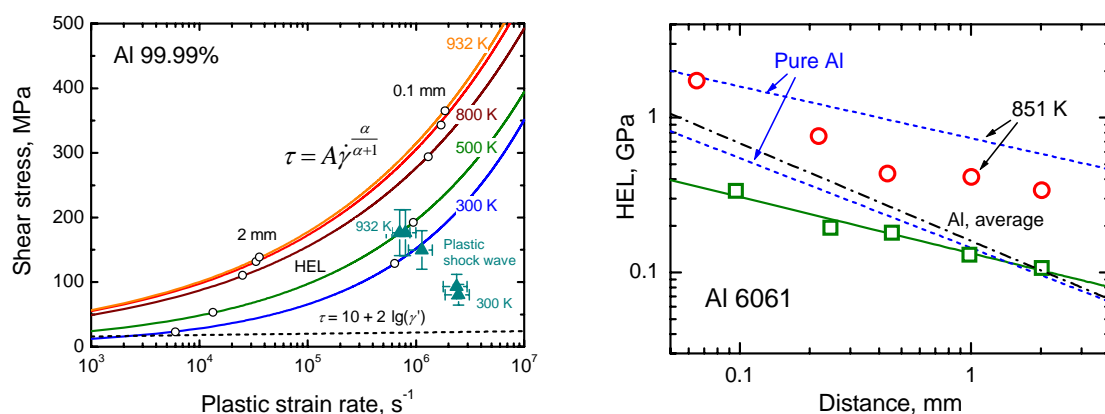 Al 99.99%
500
400
300
200
100
0
Shear stress, MPa
932 K
0.1 mm
800 K
τ = Aγ̇^(α/(α+1))
500 K
300 K
2 mm
932 K
Plastic
shock wave
HEL
300 K
τ = 10 + 2 lg(γ')
10^3
10^4
10^5
10^6
10^7
Plastic strain rate, s^-1
HEL, GPa
1
0.1
Pure Al
851 K
Al, average
Al 6061
0.1
1
Distance, mm